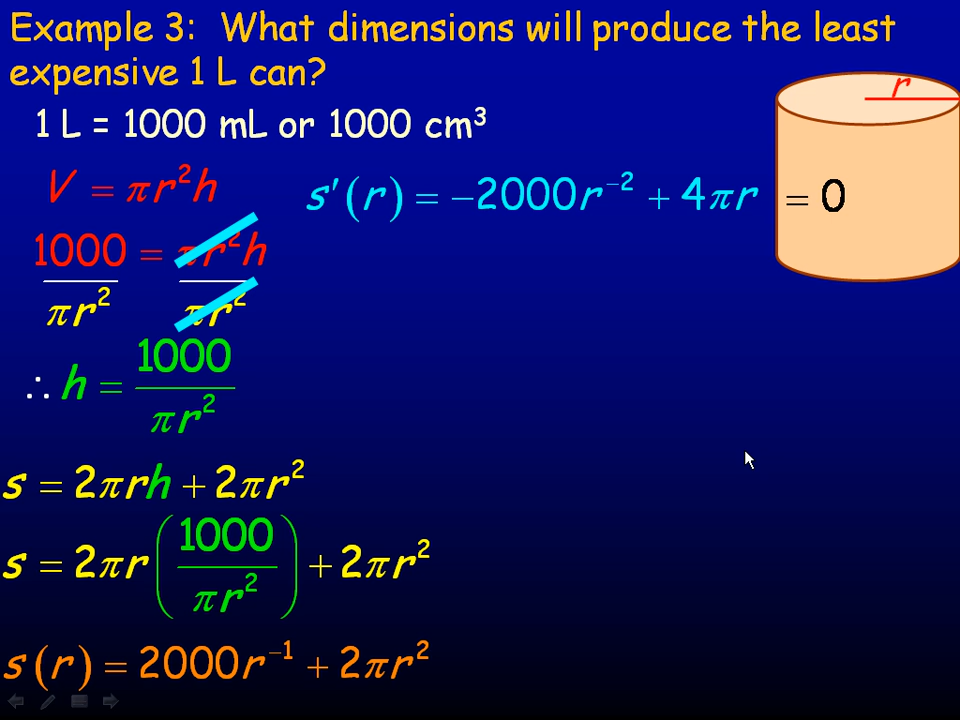 Example 3: What dimensions will produce the least
expensive 1 L can?
r
1 L = 1000 mL or 1000 cm³
V = πr²h
s′(r) = −2000r⁻² + 4πr = 0
1000 = πr²h
πr² πr²
∴ h = 1000 / πr²
s = 2πrh + 2πr²
s = 2πr(1000 / πr²) + 2πr²
s(r) = 2000r⁻¹ + 2πr²